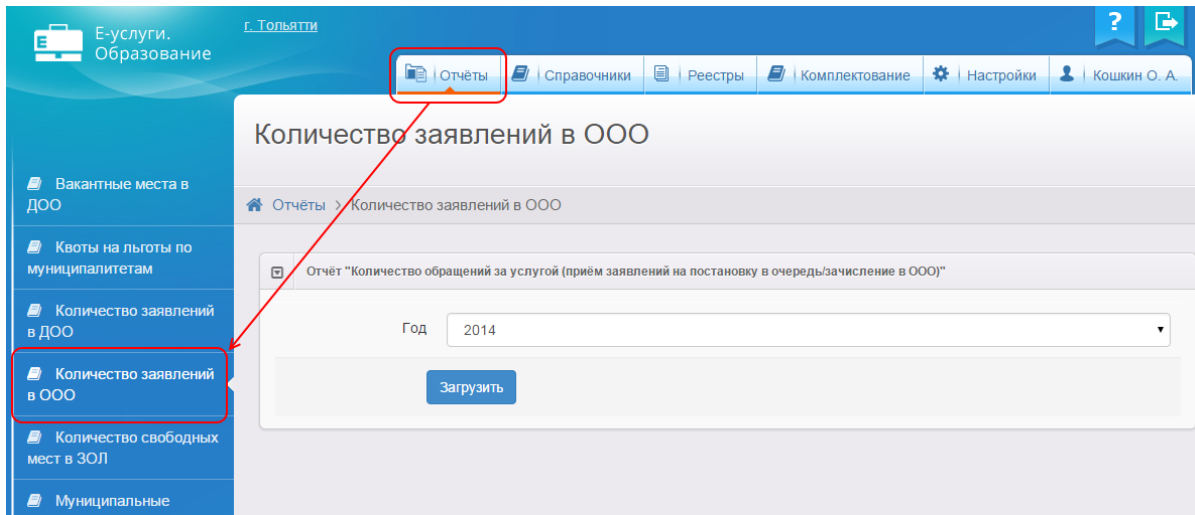 Е-услуги.
Образование
г. Тольятти
?
Отчёты
Справочники
Реестры
Комплектование
Настройки
Кошкин О. А.
Количество заявлений в ООО
Отчёты > Количество заявлений в ООО
Вакантные места в
ДОО
Квоты на льготы по
муниципалитетам
Количество заявлений
в ДОО
Количество заявлений
в ООО
Количество свободных
мест в ЗОЛ
Муниципальные
Отчёт "Количество обращений за услугой (приём заявлений на постановку в очередь/зачисление в ООО)"
Год
2014
Загрузить